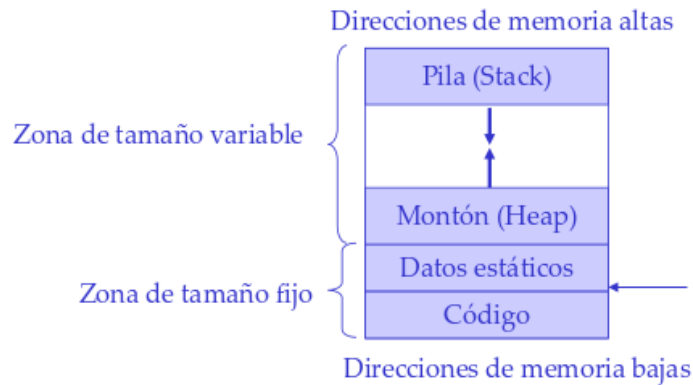 Direcciones de memoria altas
Pila (Stack)
Zona de tamaño variable
Montón (Heap)
Datos estáticos
Zona de tamaño fijo
Código
Direcciones de memoria bajas